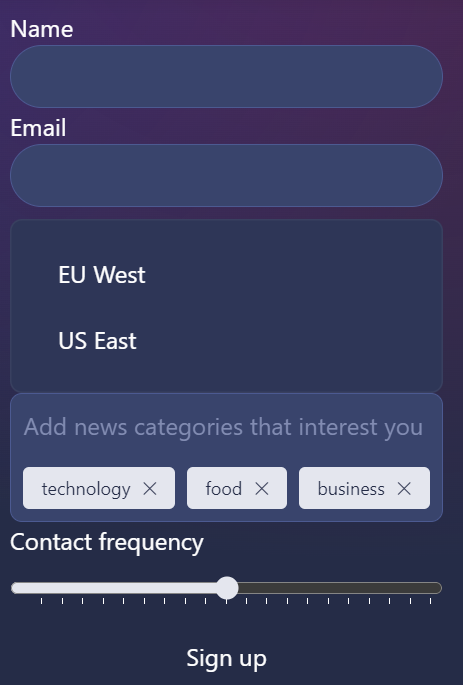 Name
Email
EU West
US East
Add news categories that interest you
technology food business
Contact frequency
Sign up